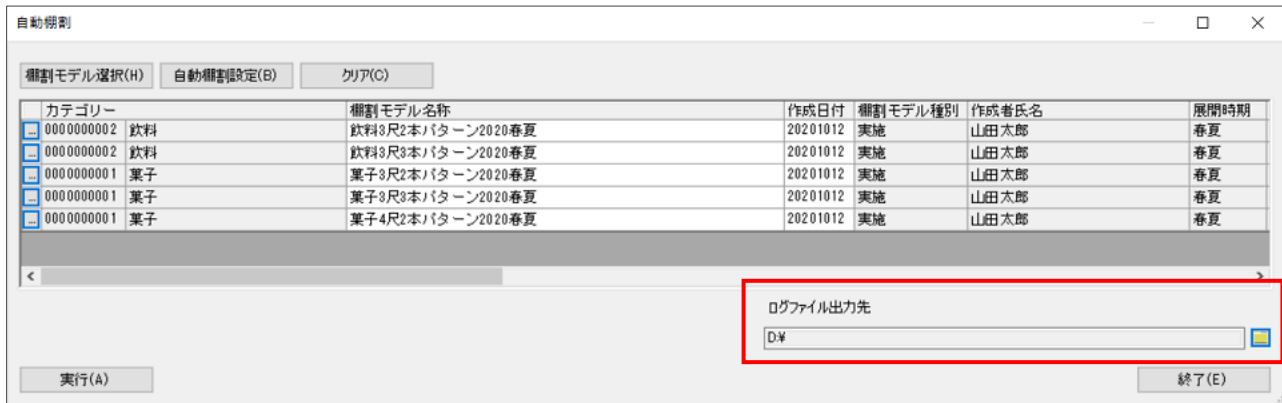 自動棚割
棚割モデル選択(H) 自動棚割設定(B) クリア(C)
カテゴリー 棚割モデル名称 作成日付 棚割モデル種別 作成者氏名 展開時期
... 0000000002 飲料 飲料3尺2本パターン2020春夏 20201012 実施 山田太郎 春夏
... 0000000002 飲料 飲料3尺3本パターン2020春夏 20201012 実施 山田太郎 春夏
... 0000000001 菓子 菓子3尺2本パターン2020春夏 20201012 実施 山田太郎 春夏
... 0000000001 菓子 菓子3尺3本パターン2020春夏 20201012 実施 山田太郎 春夏
... 0000000001 菓子 菓子4尺2本パターン2020春夏 20201012 実施 山田太郎 春夏
ログファイル出力先
D:¥
実行(A) 終了(E)